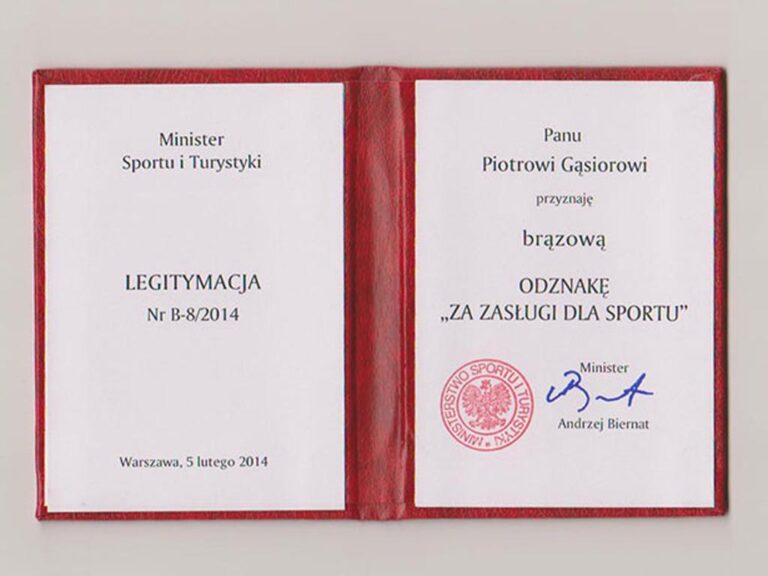 Minister
Sportu i Turystyki
LEGITYMACJA
Nr B-8/2014
Warszawa, 5 lutego 2014
Panu
Piotrowi Gąsiorowi
przyznaję
brązową
ODZNAKĘ
„ZA ZASŁUGI DLA SPORTU”
Minister
Andrzej Biernat
MINISTERSTWO SPORTU I TURYSTYKI